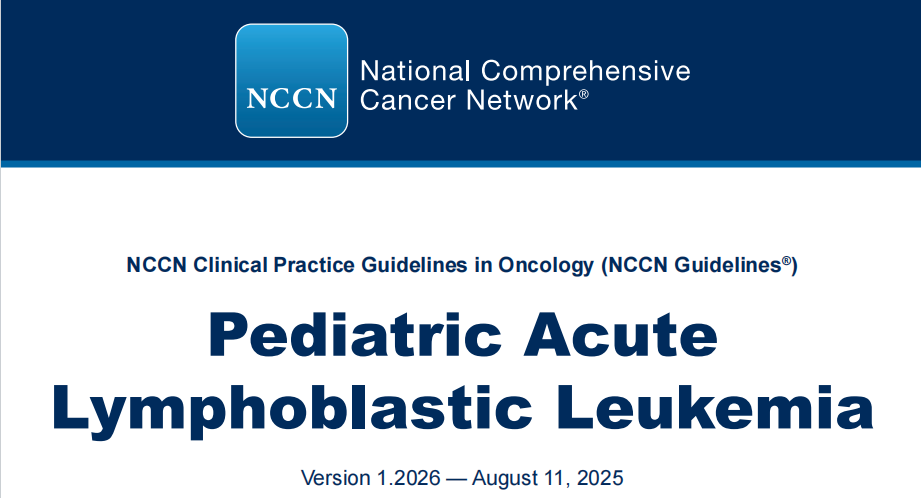 NCCN
National Comprehensive
Cancer Network®
NCCN Clinical Practice Guidelines in Oncology (NCCN Guidelines®)
Pediatric Acute
Lymphoblastic Leukemia
Version 1.2026 — August 11, 2025